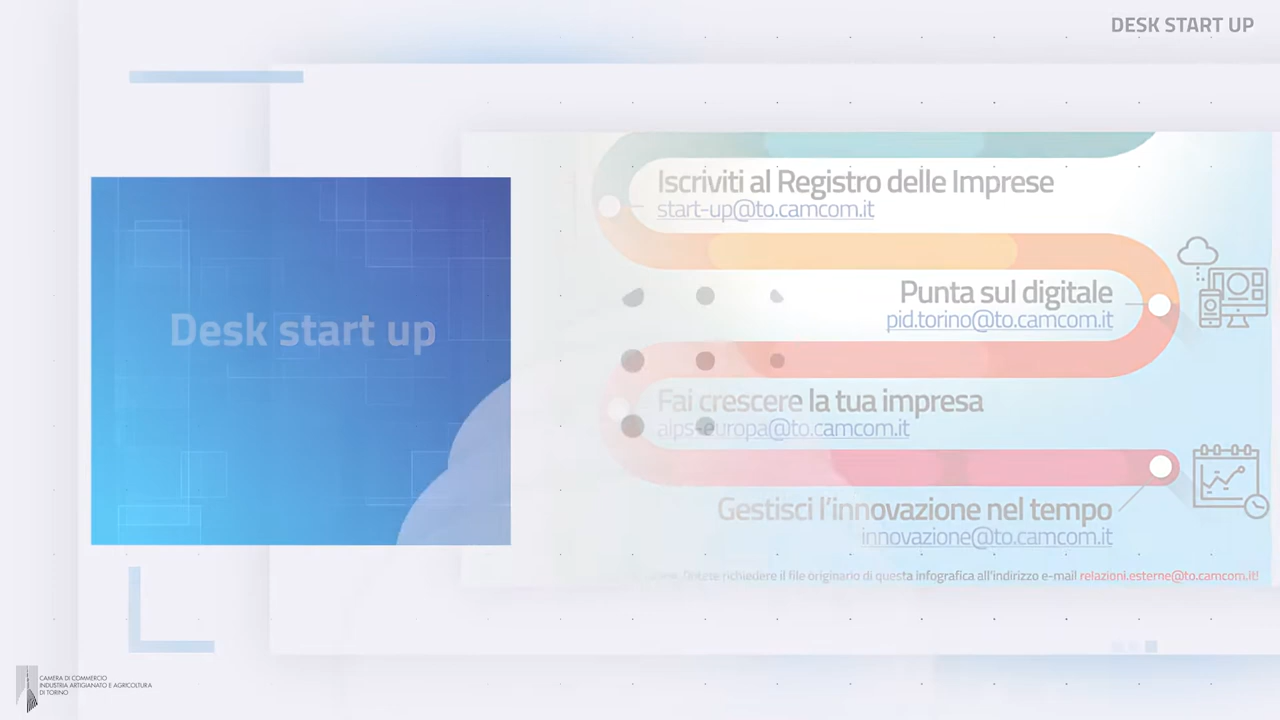 DESK START UP
Desk start up
Iscriviti al Registro delle Imprese
start-up@to.camcom.it
Punta sul digitale
pid.torino@to.camcom.it
Fai crescere la tua impresa
alps-europa@to.camcom.it
Gestisci l'innovazione nel tempo
innovazione@to.camcom.it
richiedere il file originario di questa infografica all'indirizzo e-mail relazioni.esterne@to.camcom.it!
CAMERA DI COMMERCIO
INDUSTRIA ARTIGIANATO E AGRICOLTURA
DI TORINO